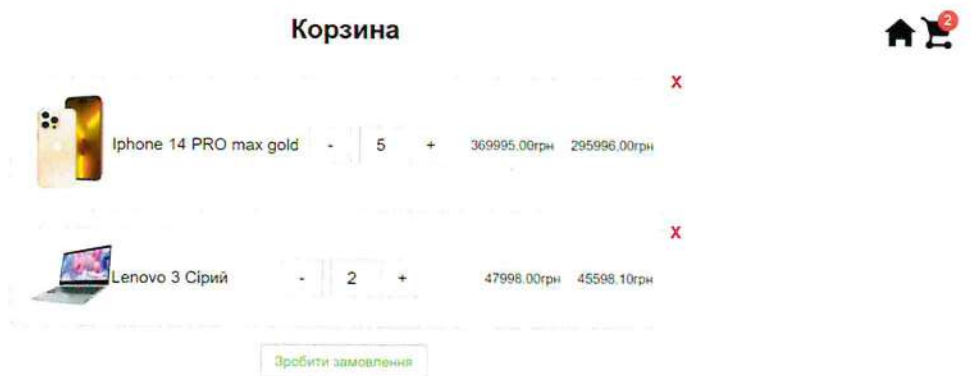 Корзина
2
X
Iphone 14 PRO max gold - 5 + 369995.00грн 295996.00грн
X
Lenovo 3 Сірий - 2 + 47998.00грн 45598.10грн
Зробити замовлення